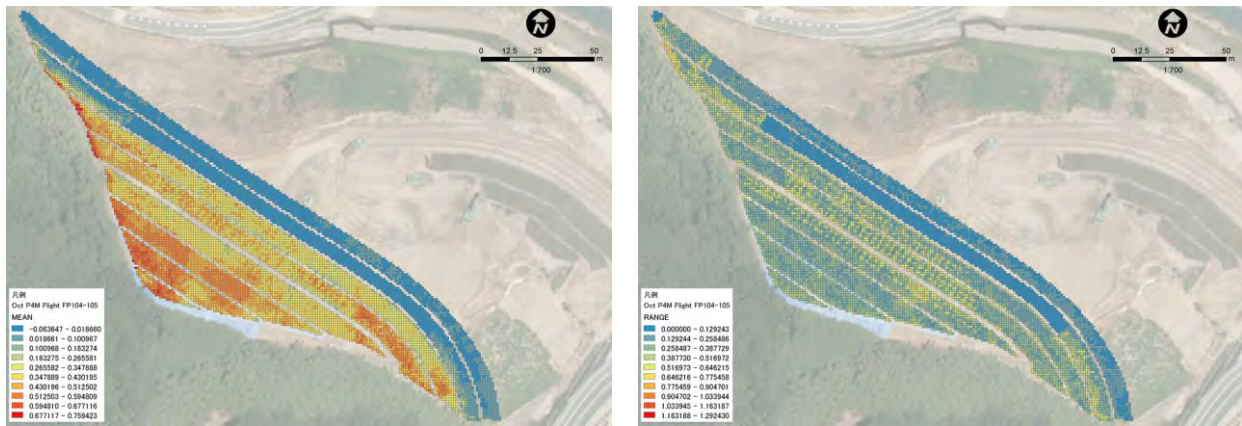 N
0 12.5 25 50
m
1:700
凡例
Oct P4M Flight FP104-105
MEAN
-0.063647 - 0.018660
0.018661 - 0.100967
0.100968 - 0.183274
0.183275 - 0.265581
0.265582 - 0.347888
0.347889 - 0.430195
0.430196 - 0.512502
0.512503 - 0.594809
0.594810 - 0.677116
0.677117 - 0.759423
N
0 12.5 25 50
m
1:700
凡例
Oct P4M Flight FP104-105
RANGE
0.000000 - 0.129243
0.129244 - 0.258486
0.258487 - 0.387729
0.387730 - 0.516972
0.516973 - 0.646215
0.646216 - 0.775458
0.775459 - 0.904701
0.904702 - 1.033944
1.033945 - 1.163187
1.163188 - 1.292430